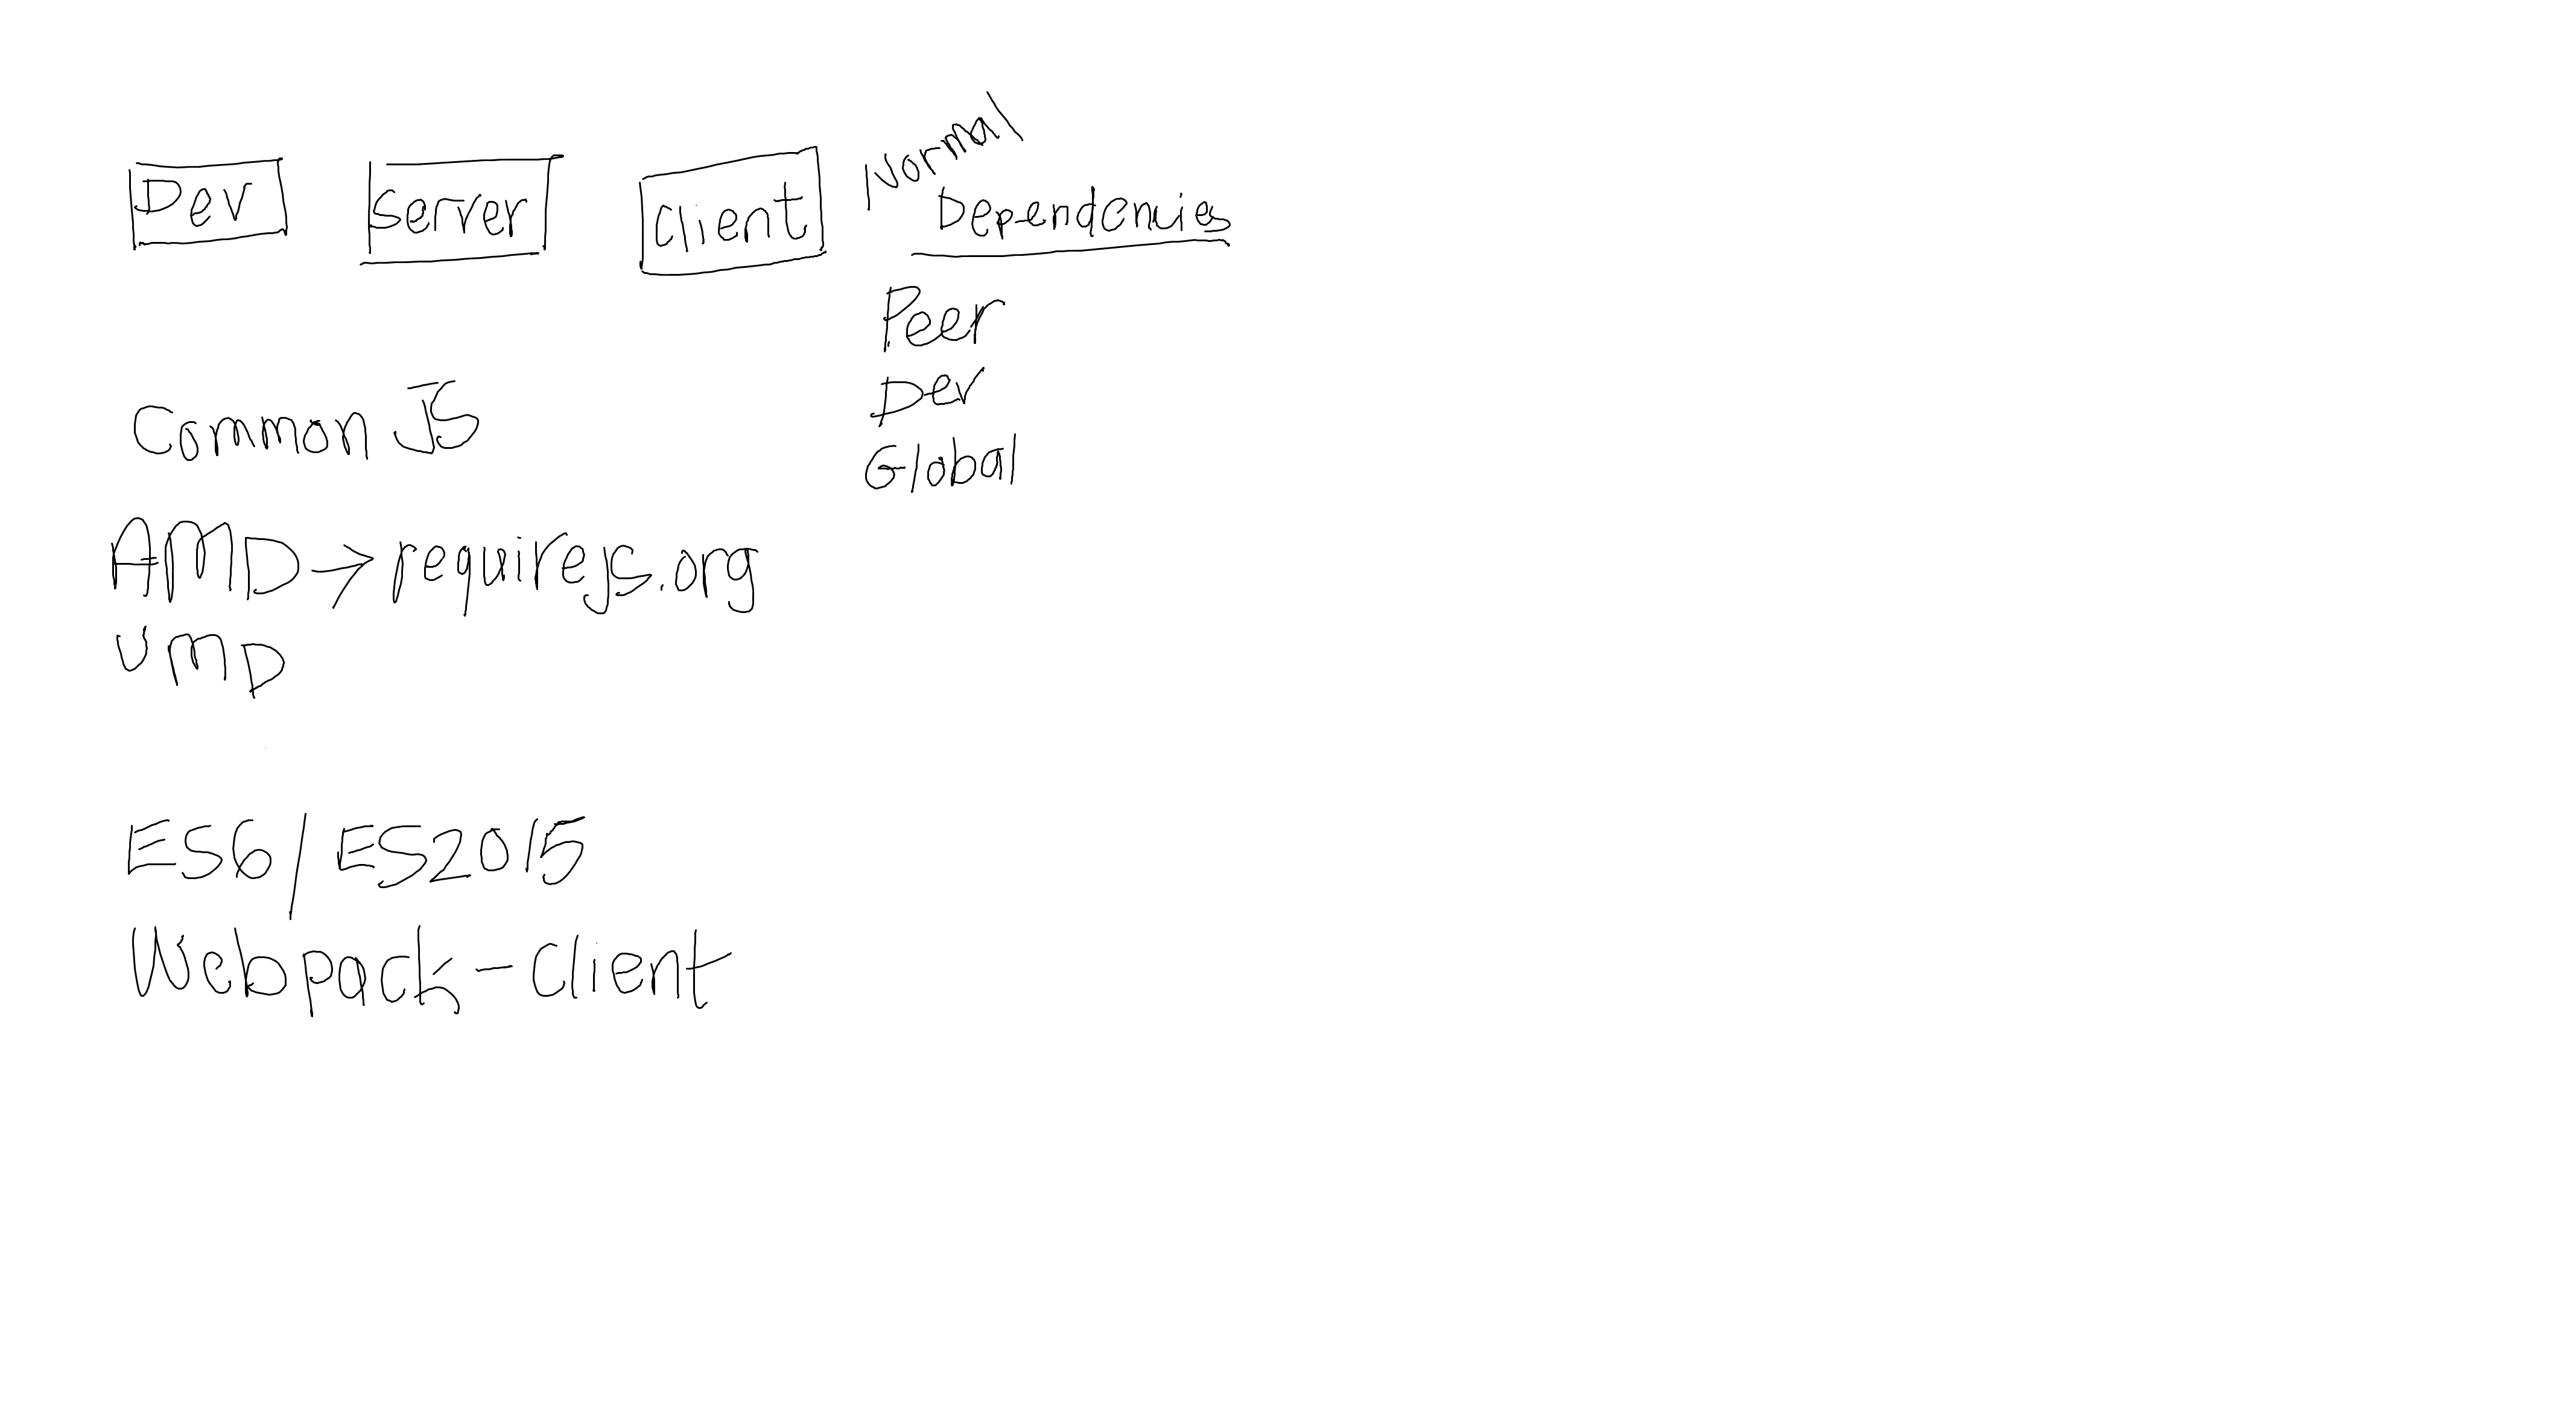 Dev
Server
Client
Normal
Dependencies
Peer
Dev
Global
Common JS
AMD → requirejs.org
UMD
ES6 / ES2015
Webpack - Client